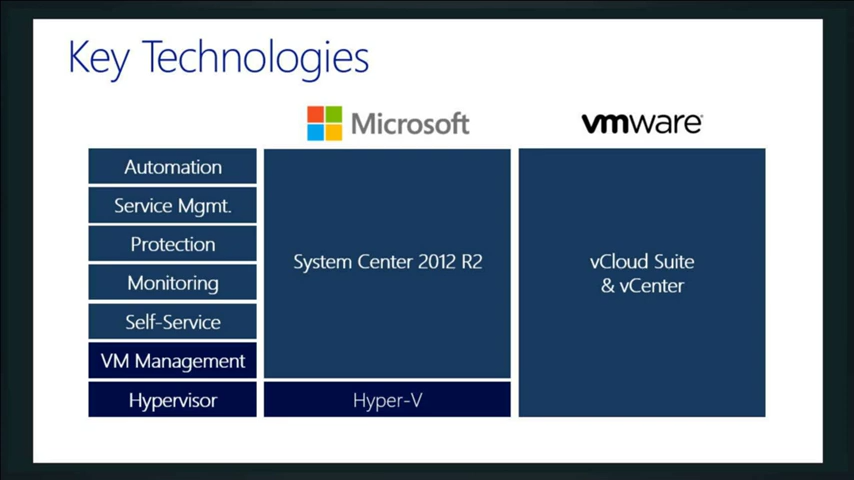 Key Technologies
Microsoft
vmware
Automation
Service Mgmt.
Protection
Monitoring
Self-Service
VM Management
Hypervisor
System Center 2012 R2
Hyper-V
vCloud Suite
& vCenter